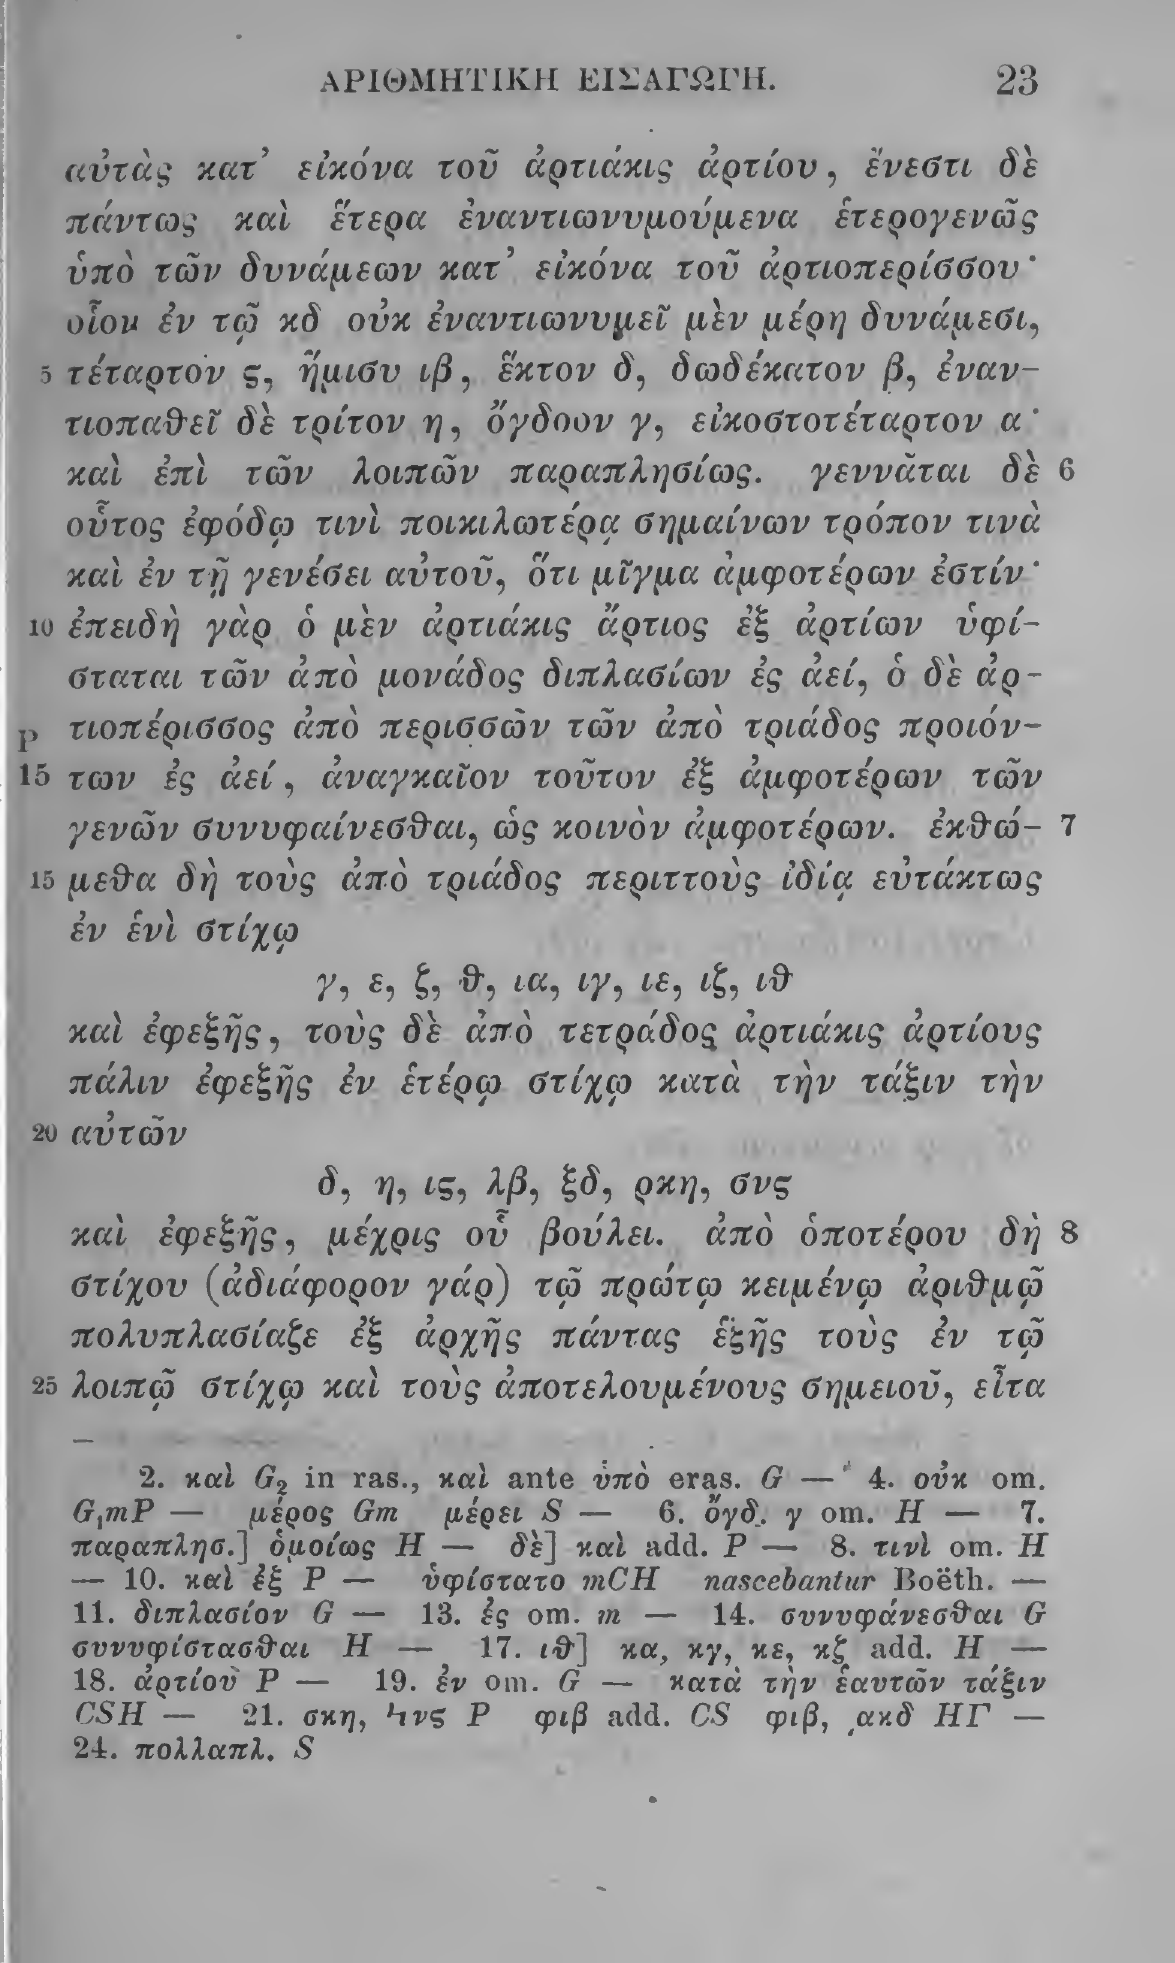 ΑΡΙΘΜΗΤΙΚΗ ΕΙΣΑΓΩΓΗ. 23
αὐτὰς κατ᾽ εἰκόνα τοῦ ἀρτιάκις ἀρτίου, ἔνεστι δὲ
πάντως καὶ ἕτερα ἐναντιωνυμούμενα ἑτερογενῶς
ὑπὸ τῶν δυνάμεων κατ᾽ εἰκόνα τοῦ ἀρτιοπερίσσου·
οἷον ἐν τῷ κδ οὐκ ἐναντιωνυμεῖ μὲν μέρη δυνάμεσι,
5 τέταρτον ς, ἥμισυ ιβ, ἕκτον δ, δωδέκατον β, ἐναν-
τιοπαθεῖ δὲ τρίτον η, ὄγδοον γ, εἰκοστοτέταρτον α·
καὶ ἐπὶ τῶν λοιπῶν παραπλησίως. γεννᾶται δὲ 6
οὗτος ἐφόδῳ τινὶ ποικιλωτέρᾳ σημαίνων τρόπον τινὰ
καὶ ἐν τῇ γενέσει αὐτοῦ, ὅτι μῖγμα ἀμφοτέρων ἐστίν·
10 ἐπειδὴ γὰρ ὁ μὲν ἀρτιάκις ἄρτιος ἐξ ἀρτίων ὑφί-
σταται τῶν ἀπὸ μονάδος διπλασίων ἐς ἀεί, ὁ δὲ ἀρ-
p τιοπέρισσος ἀπὸ περισσῶν τῶν ἀπὸ τριάδος προιόν-
15 των ἐς ἀεί, ἀναγκαῖον τοῦτον ἐξ ἀμφοτέρων τῶν
γενῶν συνυφαίνεσθαι, ὡς κοινὸν ἀμφοτέρων. ἐκθώ- 7
15 μεθα δὴ τοὺς ἀπὸ τριάδος περιττοὺς ἰδίᾳ εὐτάκτως
ἐν ἑνὶ στίχῳ
γ, ε, ζ, θ, ια, ιγ, ιε, ιζ, ιθ
καὶ ἐφεξῆς, τοὺς δὲ ἀπὸ τετράδος ἀρτιάκις ἀρτίους
πάλιν ἐφεξῆς ἐν ἑτέρῳ στίχῳ κατὰ τὴν τάξιν τὴν
20 αὐτῶν
δ, η, ις, λβ, ξδ, ρκη, σνς
καὶ ἐφεξῆς, μέχρις οὗ βούλει. ἀπὸ ὁποτέρου δὴ 8
στίχου (ἀδιάφορον γάρ) τῷ πρώτῳ κειμένῳ ἀριθμῷ
πολυπλασίαζε ἐξ ἀρχῆς πάντας ἑξῆς τοὺς ἐν τῷ
25 λοιπῷ στίχῳ καὶ τοὺς ἀποτελουμένους σημειοῦ, εἶτα
2. καὶ G₂ in ras., καὶ ante ὑπὸ eras. G — 4. οὐκ om.
G₁mP — μέρος Gm μέρει S — 6. ὄγδ. γ om. H — 7.
παραπλησ.] ὁμοίως H — δὲ] καὶ add. P — 8. τινὶ om. H
— 10. καὶ ἐξ P — ὑφίστατο mCH nascebantur Boëth. —
11. διπλασίον G — 13. ἐς om. m — 14. συνυφάνεσθαι G
συνυφίστασθαι H — 17. ιθ] κα, κγ, κε, κζ add. H —
18. ἀρτίου P — 19. ἐν om. G — κατὰ τὴν ἑαυτῶν τάξιν
CSH — 21. σκη, Ϟνς P φιβ add. CS φιβ, ͵ακδ HΓ —
24. πολλαπλ. S